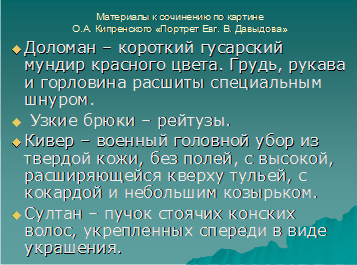 Материалы к сочинению по картине
О.А. Кипренского «Портрет Евг. В. Давыдова»
Доломан – короткий гусарский
мундир красного цвета. Грудь, рукава
и горловина расшиты специальным
шнуром.
Узкие брюки – рейтузы.
Кивер – военный головной убор из
твердой кожи, без полей, с высокой,
расширяющейся кверху тульей, с
кокардой и небольшим козырьком.
Султан – пучок стоячих конских
волос, укрепленных спереди в виде
украшения.